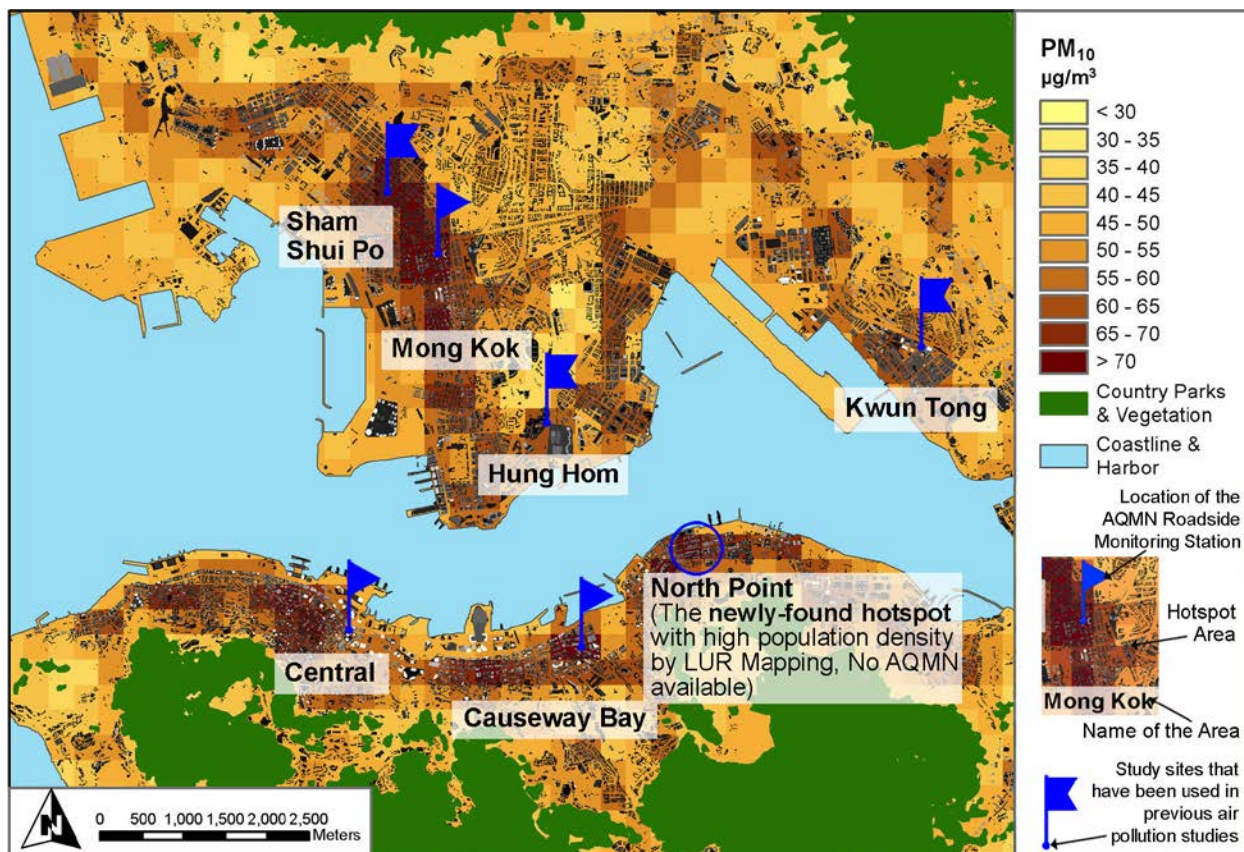 Sham
Shui Po
Mong Kok
Hung Hom
Kwun Tong
North Point
(The newly-found hotspot
with high population density
by LUR Mapping, No AQMN
available)
Central
Causeway Bay
N
0 500 1,000 1,500 2,000 2,500
Meters
PM10
µg/m³
< 30
30 - 35
35 - 40
40 - 45
45 - 50
50 - 55
55 - 60
60 - 65
65 - 70
> 70
Country Parks
& Vegetation
Coastline &
Harbor
Location of the
AQMN Roadside
Monitoring Station
Hotspot
Area
Mong Kok
Name of the Area
Study sites that
have been used in
previous air
pollution studies